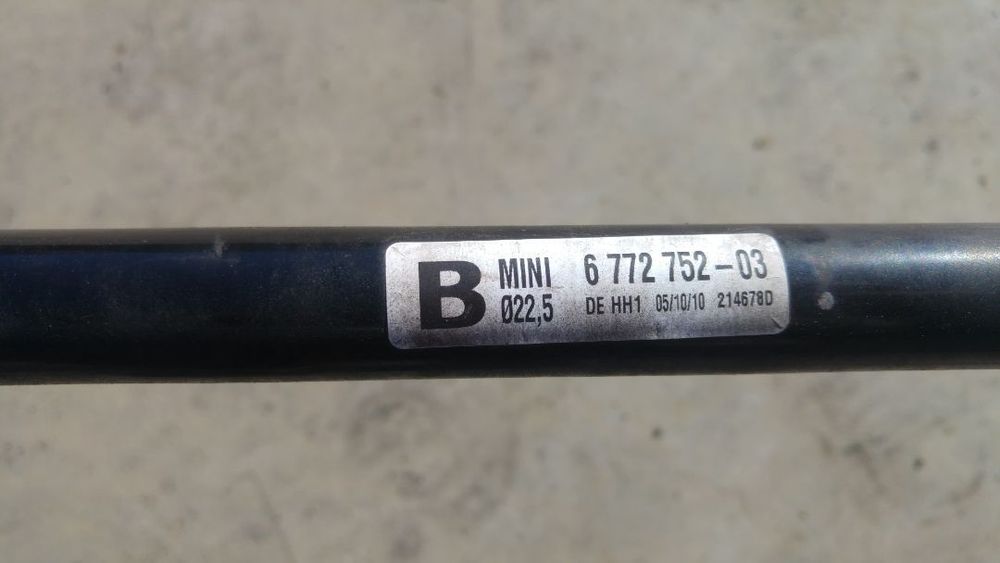 B
MINI 6 772 752-03
Ø22,5 DE HH1 05/10/10 214678D